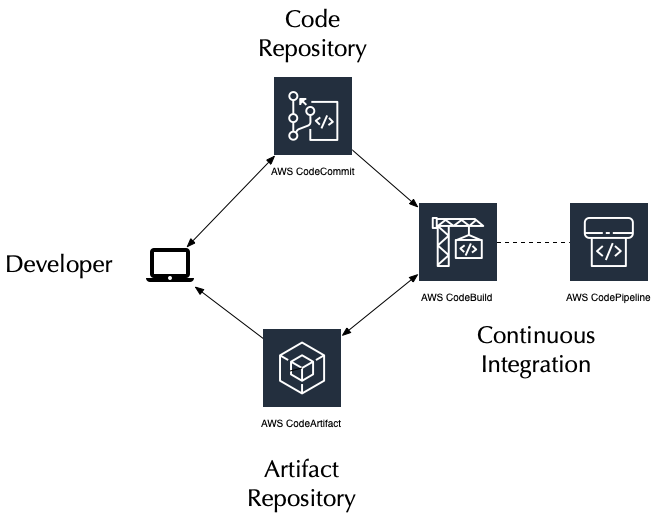 Code
Repository
AWS CodeCommit
Developer
AWS CodeBuild
AWS CodePipeline
Continuous
Integration
AWS CodeArtifact
Artifact
Repository